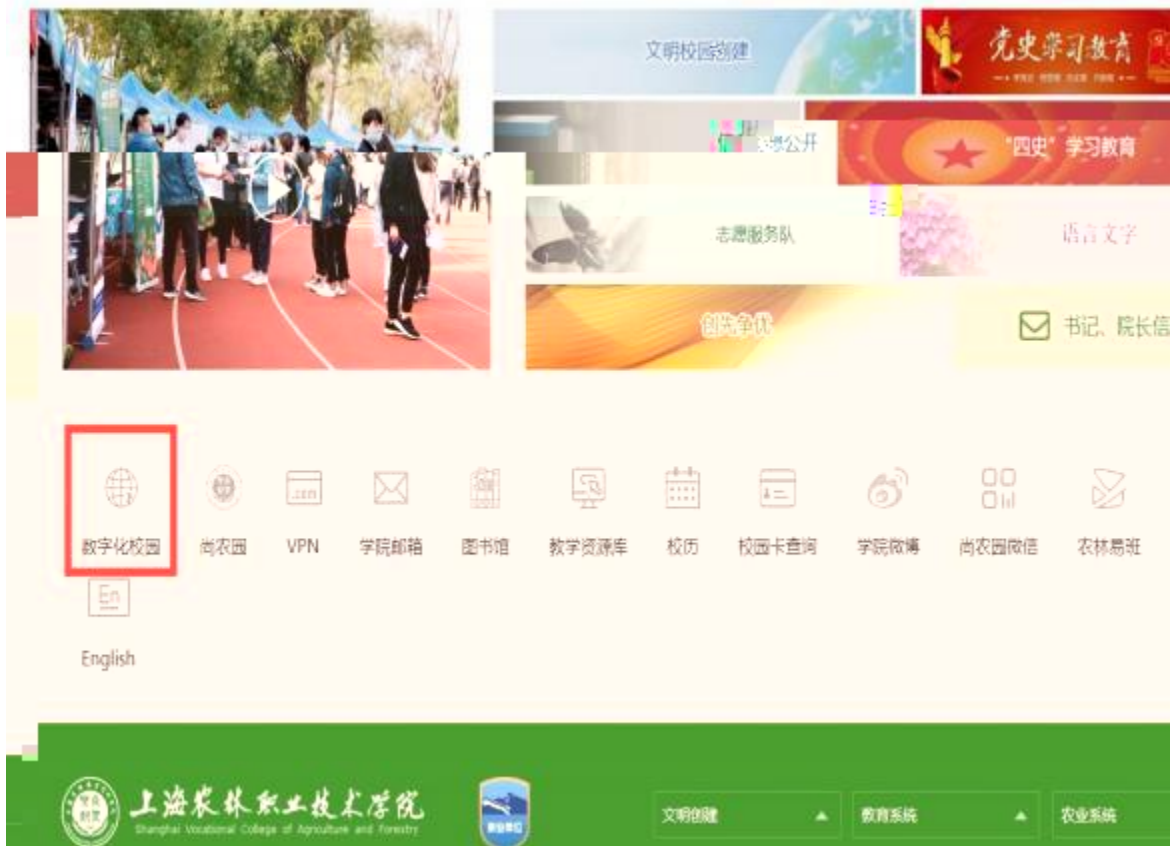 文明校园创建
党史学习教育
公开
"四史"学习教育
志愿服务队
语言文字
创先争优
书记、院长信
数字化校园
尚农园
VPN
学院邮箱
图书馆
教学资源库
校历
校园卡查询
学院微博
尚农园微信
农林易班
.com
En
English
上海农林职业技术学院
Shanghai Vocational College of Agriculture and Forestry
文明创建
教育系统
农业系统